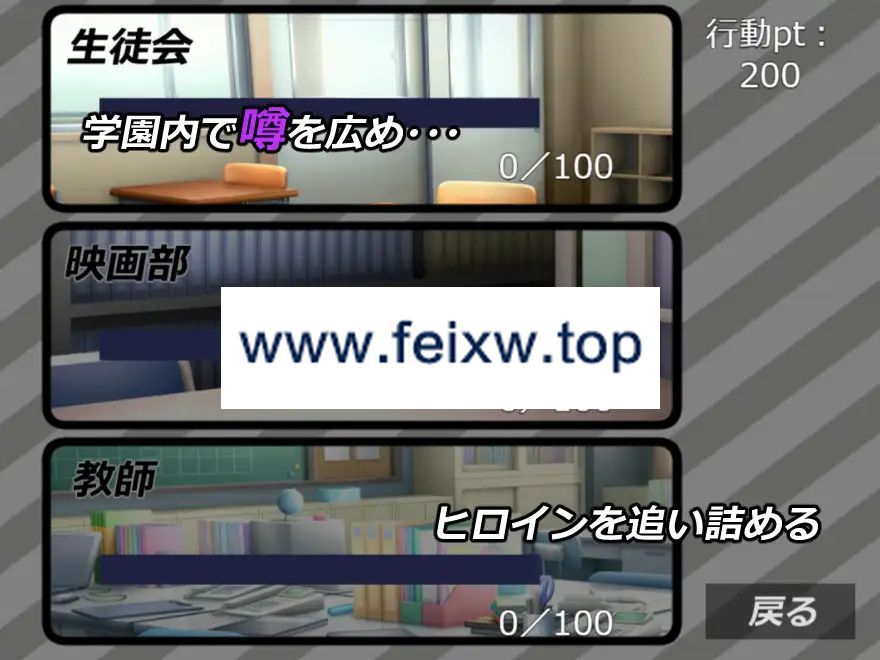 生徒会
行動pt：
200
学園内で噂を広め・・・
0／100
映画部
www.feixw.top
教師
ヒロインを追い詰める
0／100
戻る